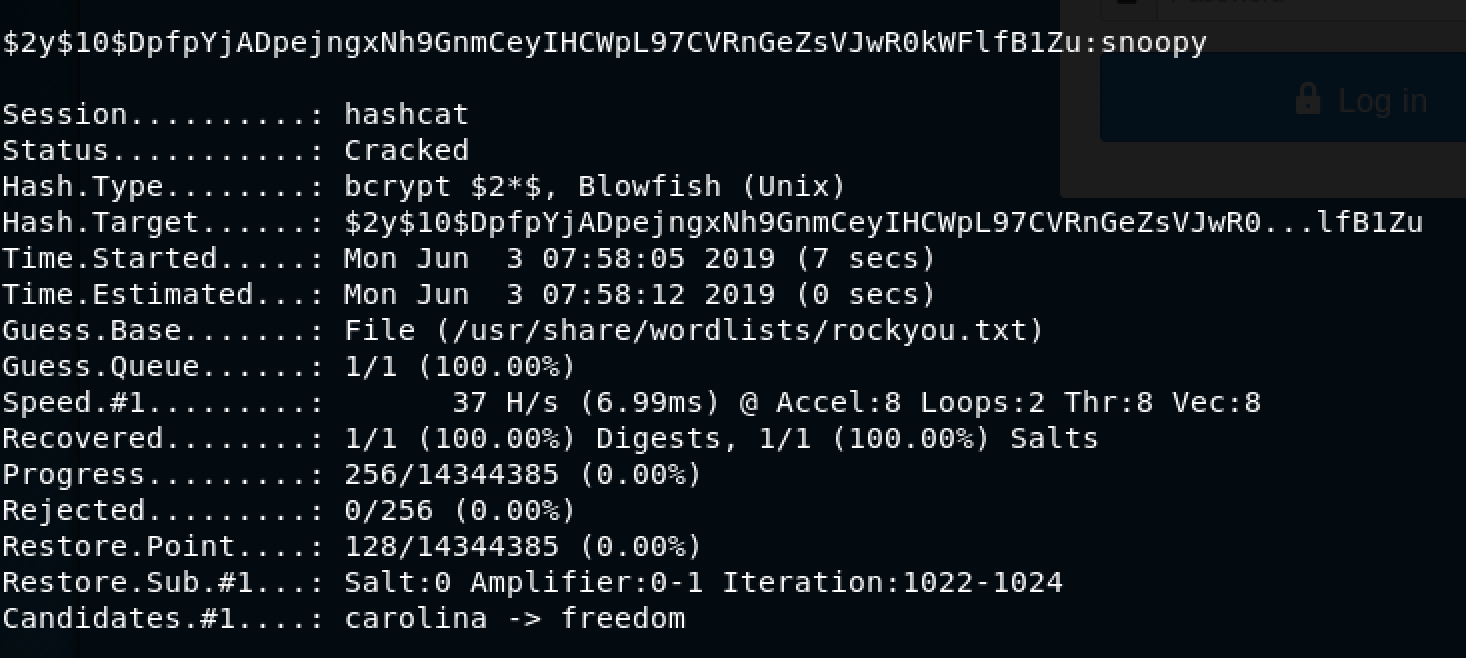 $2y$10$DpfpYjADpejngxNh9GnmCeyIHCWpL97CVRnGeZsVJwR0kWFlfB1Zu:snoopy
Log in
Session..........: hashcat
Status...........: Cracked
Hash.Type........: bcrypt $2*$, Blowfish (Unix)
Hash.Target......: $2y$10$DpfpYjADpejngxNh9GnmCeyIHCWpL97CVRnGeZsVJwR0...lfB1Zu
Time.Started.....: Mon Jun  3 07:58:05 2019 (7 secs)
Time.Estimated...: Mon Jun  3 07:58:12 2019 (0 secs)
Guess.Base.......: File (/usr/share/wordlists/rockyou.txt)
Guess.Queue......: 1/1 (100.00%)
Speed.#1.........:       37 H/s (6.99ms) @ Accel:8 Loops:2 Thr:8 Vec:8
Recovered........: 1/1 (100.00%) Digests, 1/1 (100.00%) Salts
Progress.........: 256/14344385 (0.00%)
Rejected.........: 0/256 (0.00%)
Restore.Point....: 128/14344385 (0.00%)
Restore.Sub.#1...: Salt:0 Amplifier:0-1 Iteration:1022-1024
Candidates.#1....: carolina -> freedom